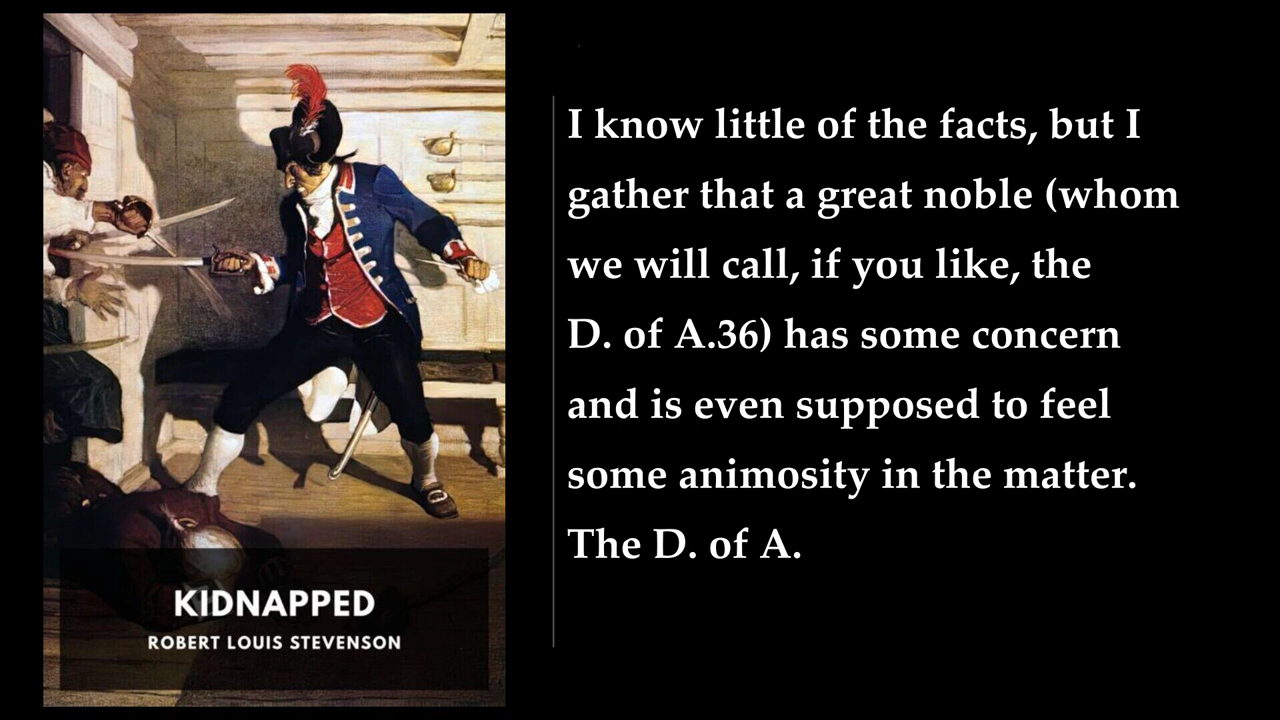 KIDNAPPED
ROBERT LOUIS STEVENSON
I know little of the facts, but I
gather that a great noble (whom
we will call, if you like, the
D. of A.36) has some concern
and is even supposed to feel
some animosity in the matter.
The D. of A.